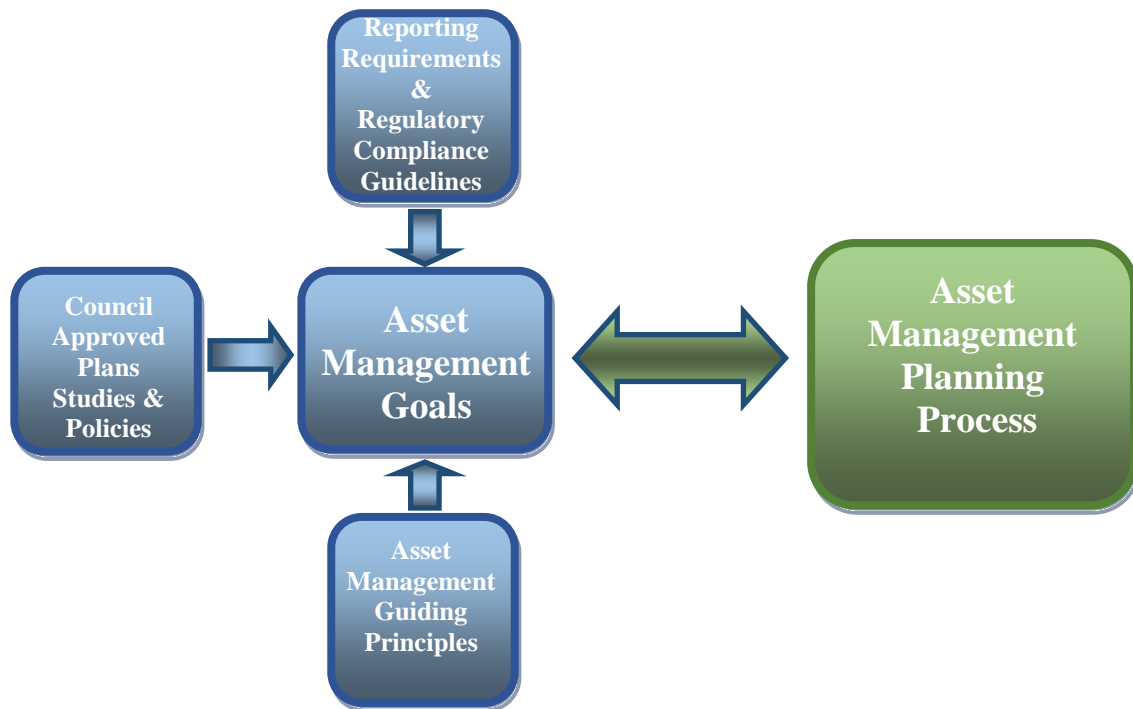 Reporting
Requirements
&
Regulatory
Compliance
Guidelines
Council
Approved
Plans
Studies &
Policies
Asset
Management
Goals
Asset
Management
Planning
Process
Asset
Management
Guiding
Principles